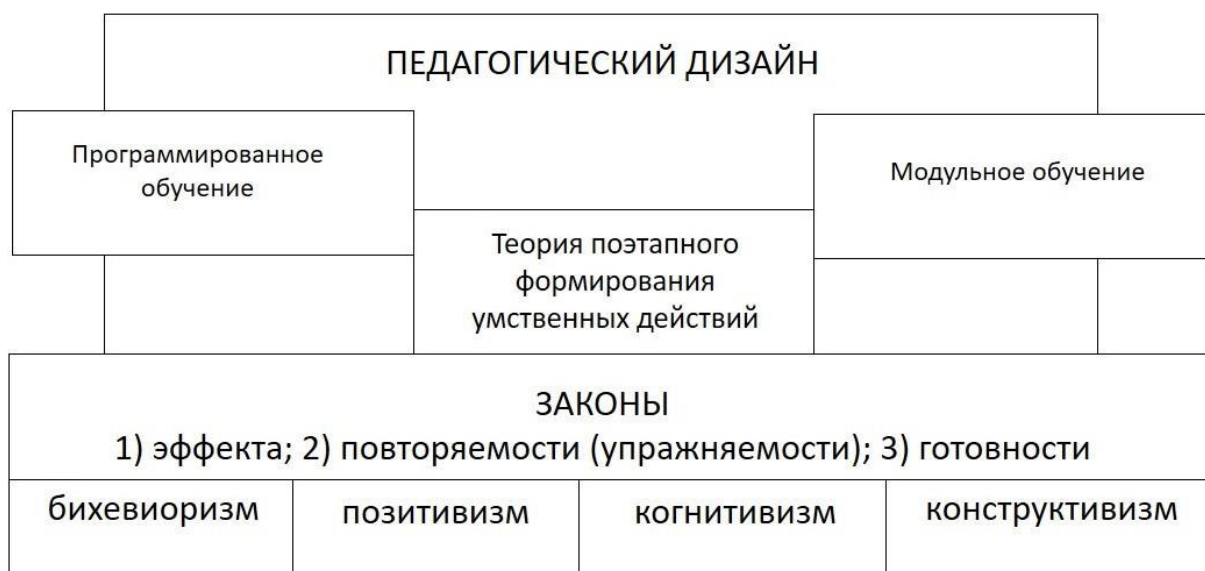 ПЕДАГОГИЧЕСКИЙ ДИЗАЙН
Программированное
обучение
Модульное обучение
Теория поэтапного
формирования
умственных действий
ЗАКОНЫ
1) эффекта; 2) повторяемости (упражняемости); 3) готовности
бихевиоризм
позитивизм
когнитивизм
конструктивизм